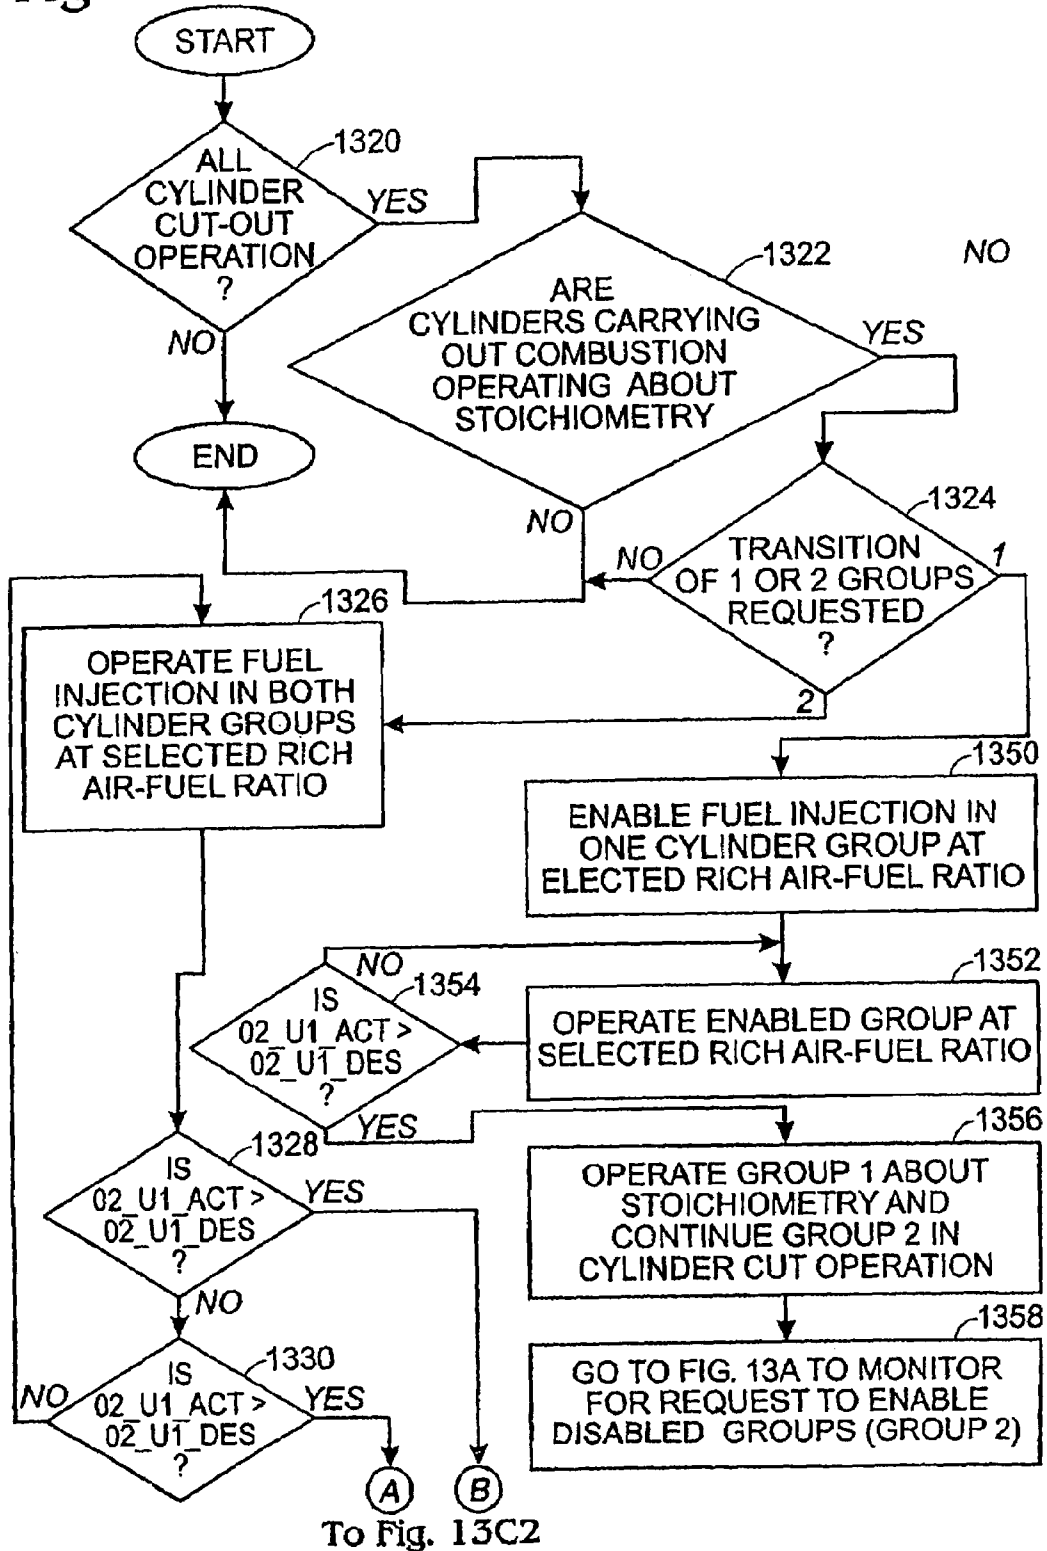 Fig
START
1320
ALL
CYLINDER
CUT-OUT
OPERATION
?
YES
NO
1322
NO
ARE
CYLINDERS CARRYING
OUT COMBUSTION
OPERATING ABOUT
STOICHIOMETRY
YES
NO
END
1324
TRANSITION
OF 1 OR 2 GROUPS
REQUESTED
?
NO
1
2
1326
OPERATE FUEL
INJECTION IN BOTH
CYLINDER GROUPS
AT SELECTED RICH
AIR-FUEL RATIO
1350
ENABLE FUEL INJECTION IN
ONE CYLINDER GROUP AT
ELECTED RICH AIR-FUEL RATIO
1352
OPERATE ENABLED GROUP AT
SELECTED RICH AIR-FUEL RATIO
NO
1354
IS
02_U1_ACT >
02_U1_DES
?
YES
1356
OPERATE GROUP 1 ABOUT
STOICHIOMETRY AND
CONTINUE GROUP 2 IN
CYLINDER CUT OPERATION
1328
IS
02_U1_ACT >
02_U1_DES
?
YES
NO
1358
GO TO FIG. 13A TO MONITOR
FOR REQUEST TO ENABLE
DISABLED GROUPS (GROUP 2)
1330
IS
02_U1_ACT >
02_U1_DES
?
NO
YES
A
B
To Fig. 13C2